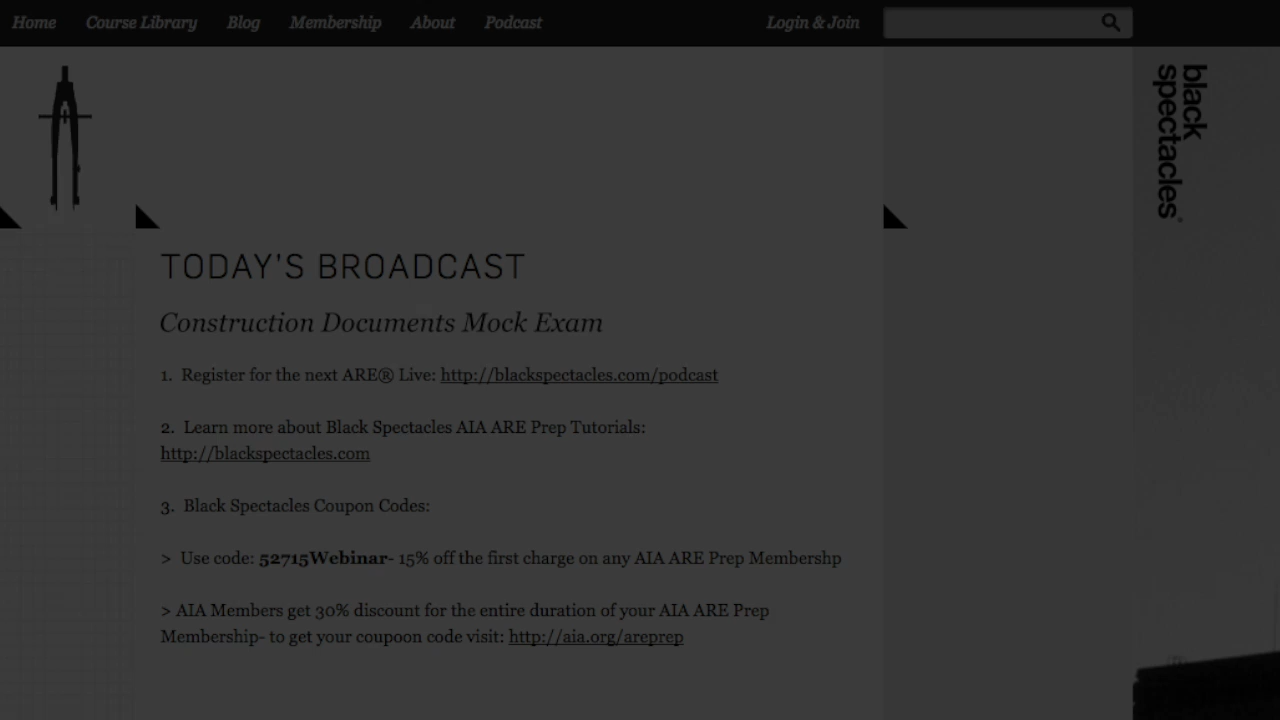 Home Course Library Blog Membership About Podcast Login & Join
black
spectacles
TODAY'S BROADCAST
Construction Documents Mock Exam
1. Register for the next ARE® Live: http://blackspectacles.com/podcast
2. Learn more about Black Spectacles AIA ARE Prep Tutorials:
http://blackspectacles.com
3. Black Spectacles Coupon Codes:
> Use code: 52715Webinar- 15% off the first charge on any AIA ARE Prep Membershp
> AIA Members get 30% discount for the entire duration of your AIA ARE Prep
Membership- to get your coupoon code visit: http://aia.org/areprep